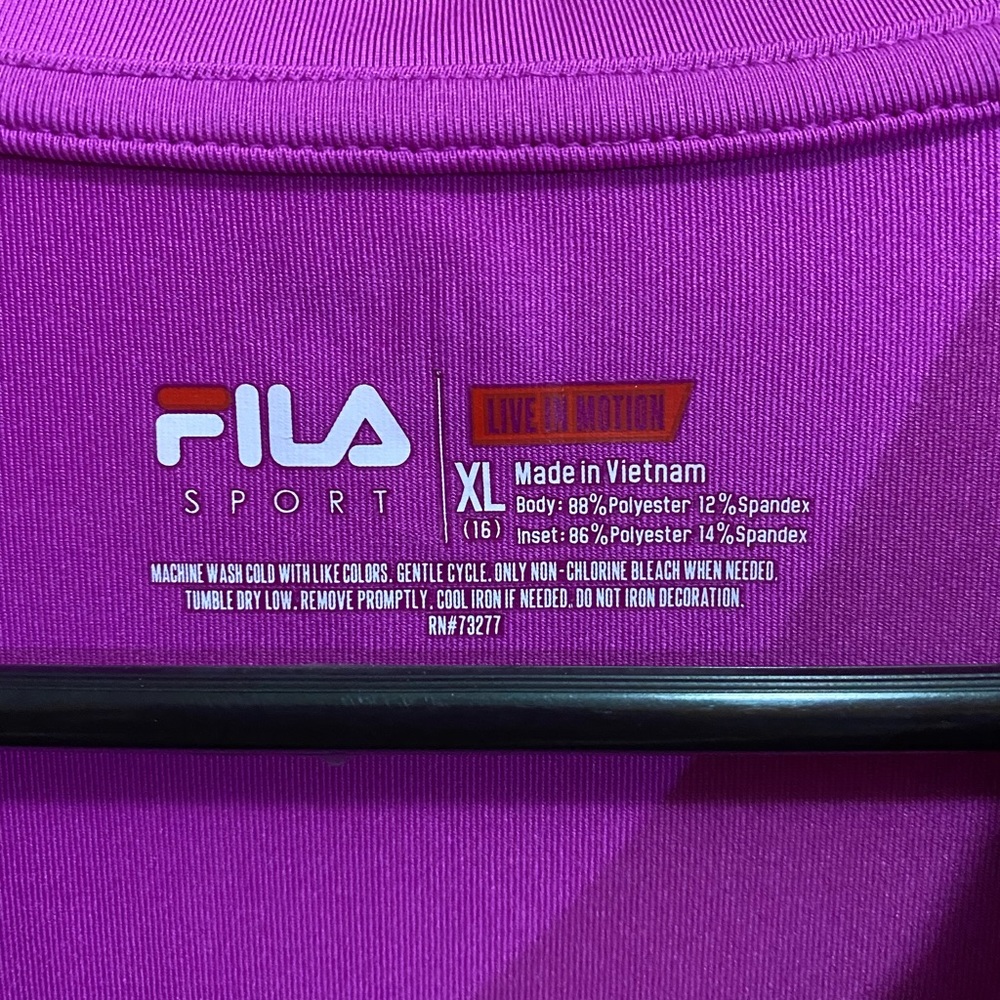 FILA
SPORT
LIVE IN MOTION
XL
(16)
Made in Vietnam
Body: 88% Polyester 12% Spandex
Inset: 86% Polyester 14% Spandex
MACHINE WASH COLD WITH LIKE COLORS. GENTLE CYCLE. ONLY NON-CHLORINE BLEACH WHEN NEEDED.
TUMBLE DRY LOW. REMOVE PROMPTLY. COOL IRON IF NEEDED. DO NOT IRON DECORATION.
RN#73277